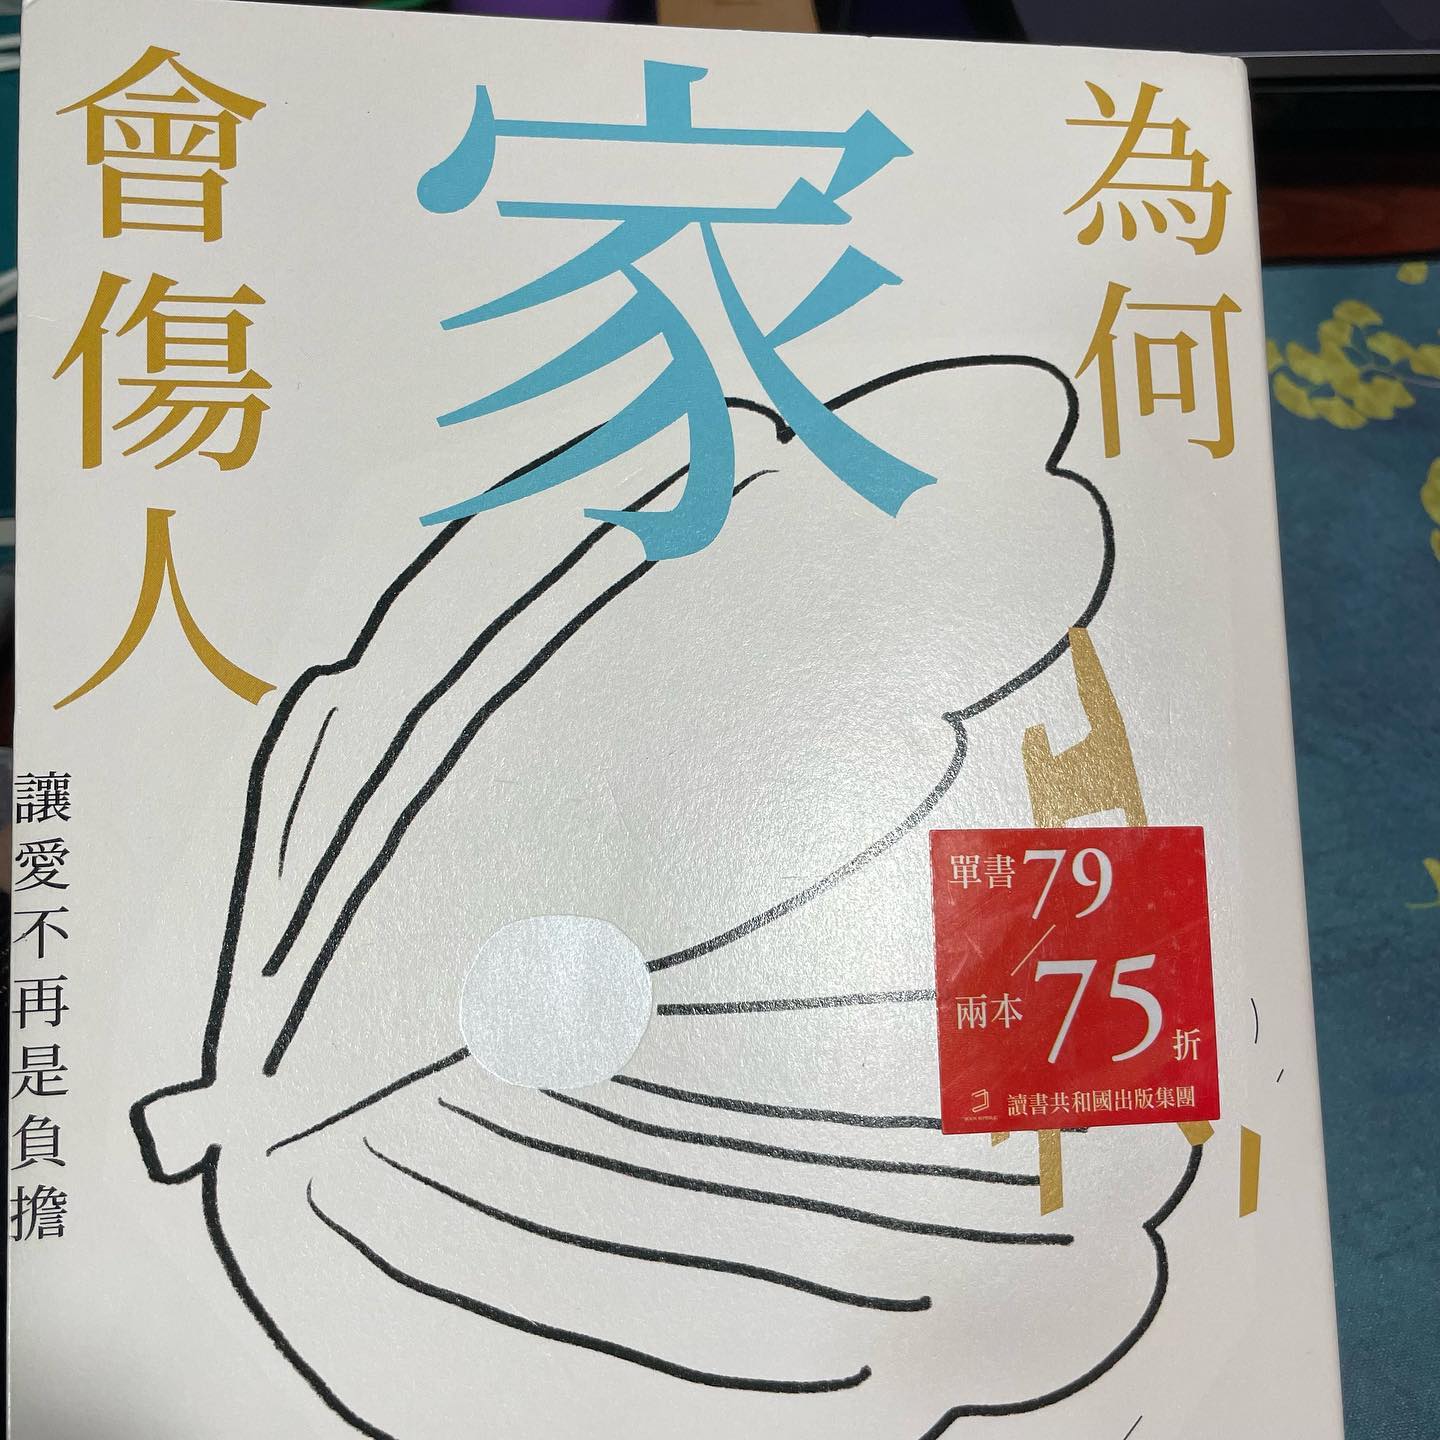 為何
家
會傷人
讓愛不再是負擔
單書79
兩本75折
讀書共和國出版集團